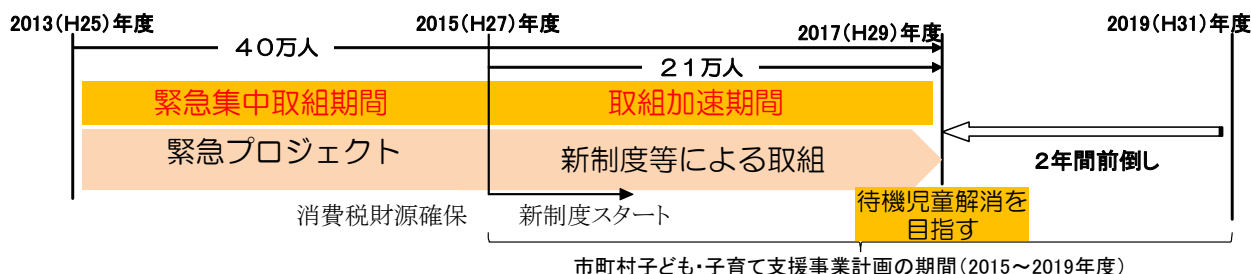 2013(H25)年度
2015(H27)年度
2017(H29)年度
2019(H31)年度
40万人
21万人
緊急集中取組期間
取組加速期間
緊急プロジェクト
新制度等による取組
2年間前倒し
消費税財源確保
新制度スタート
待機児童解消を
目指す
市町村子ども・子育て支援事業計画の期間(2015~2019年度)